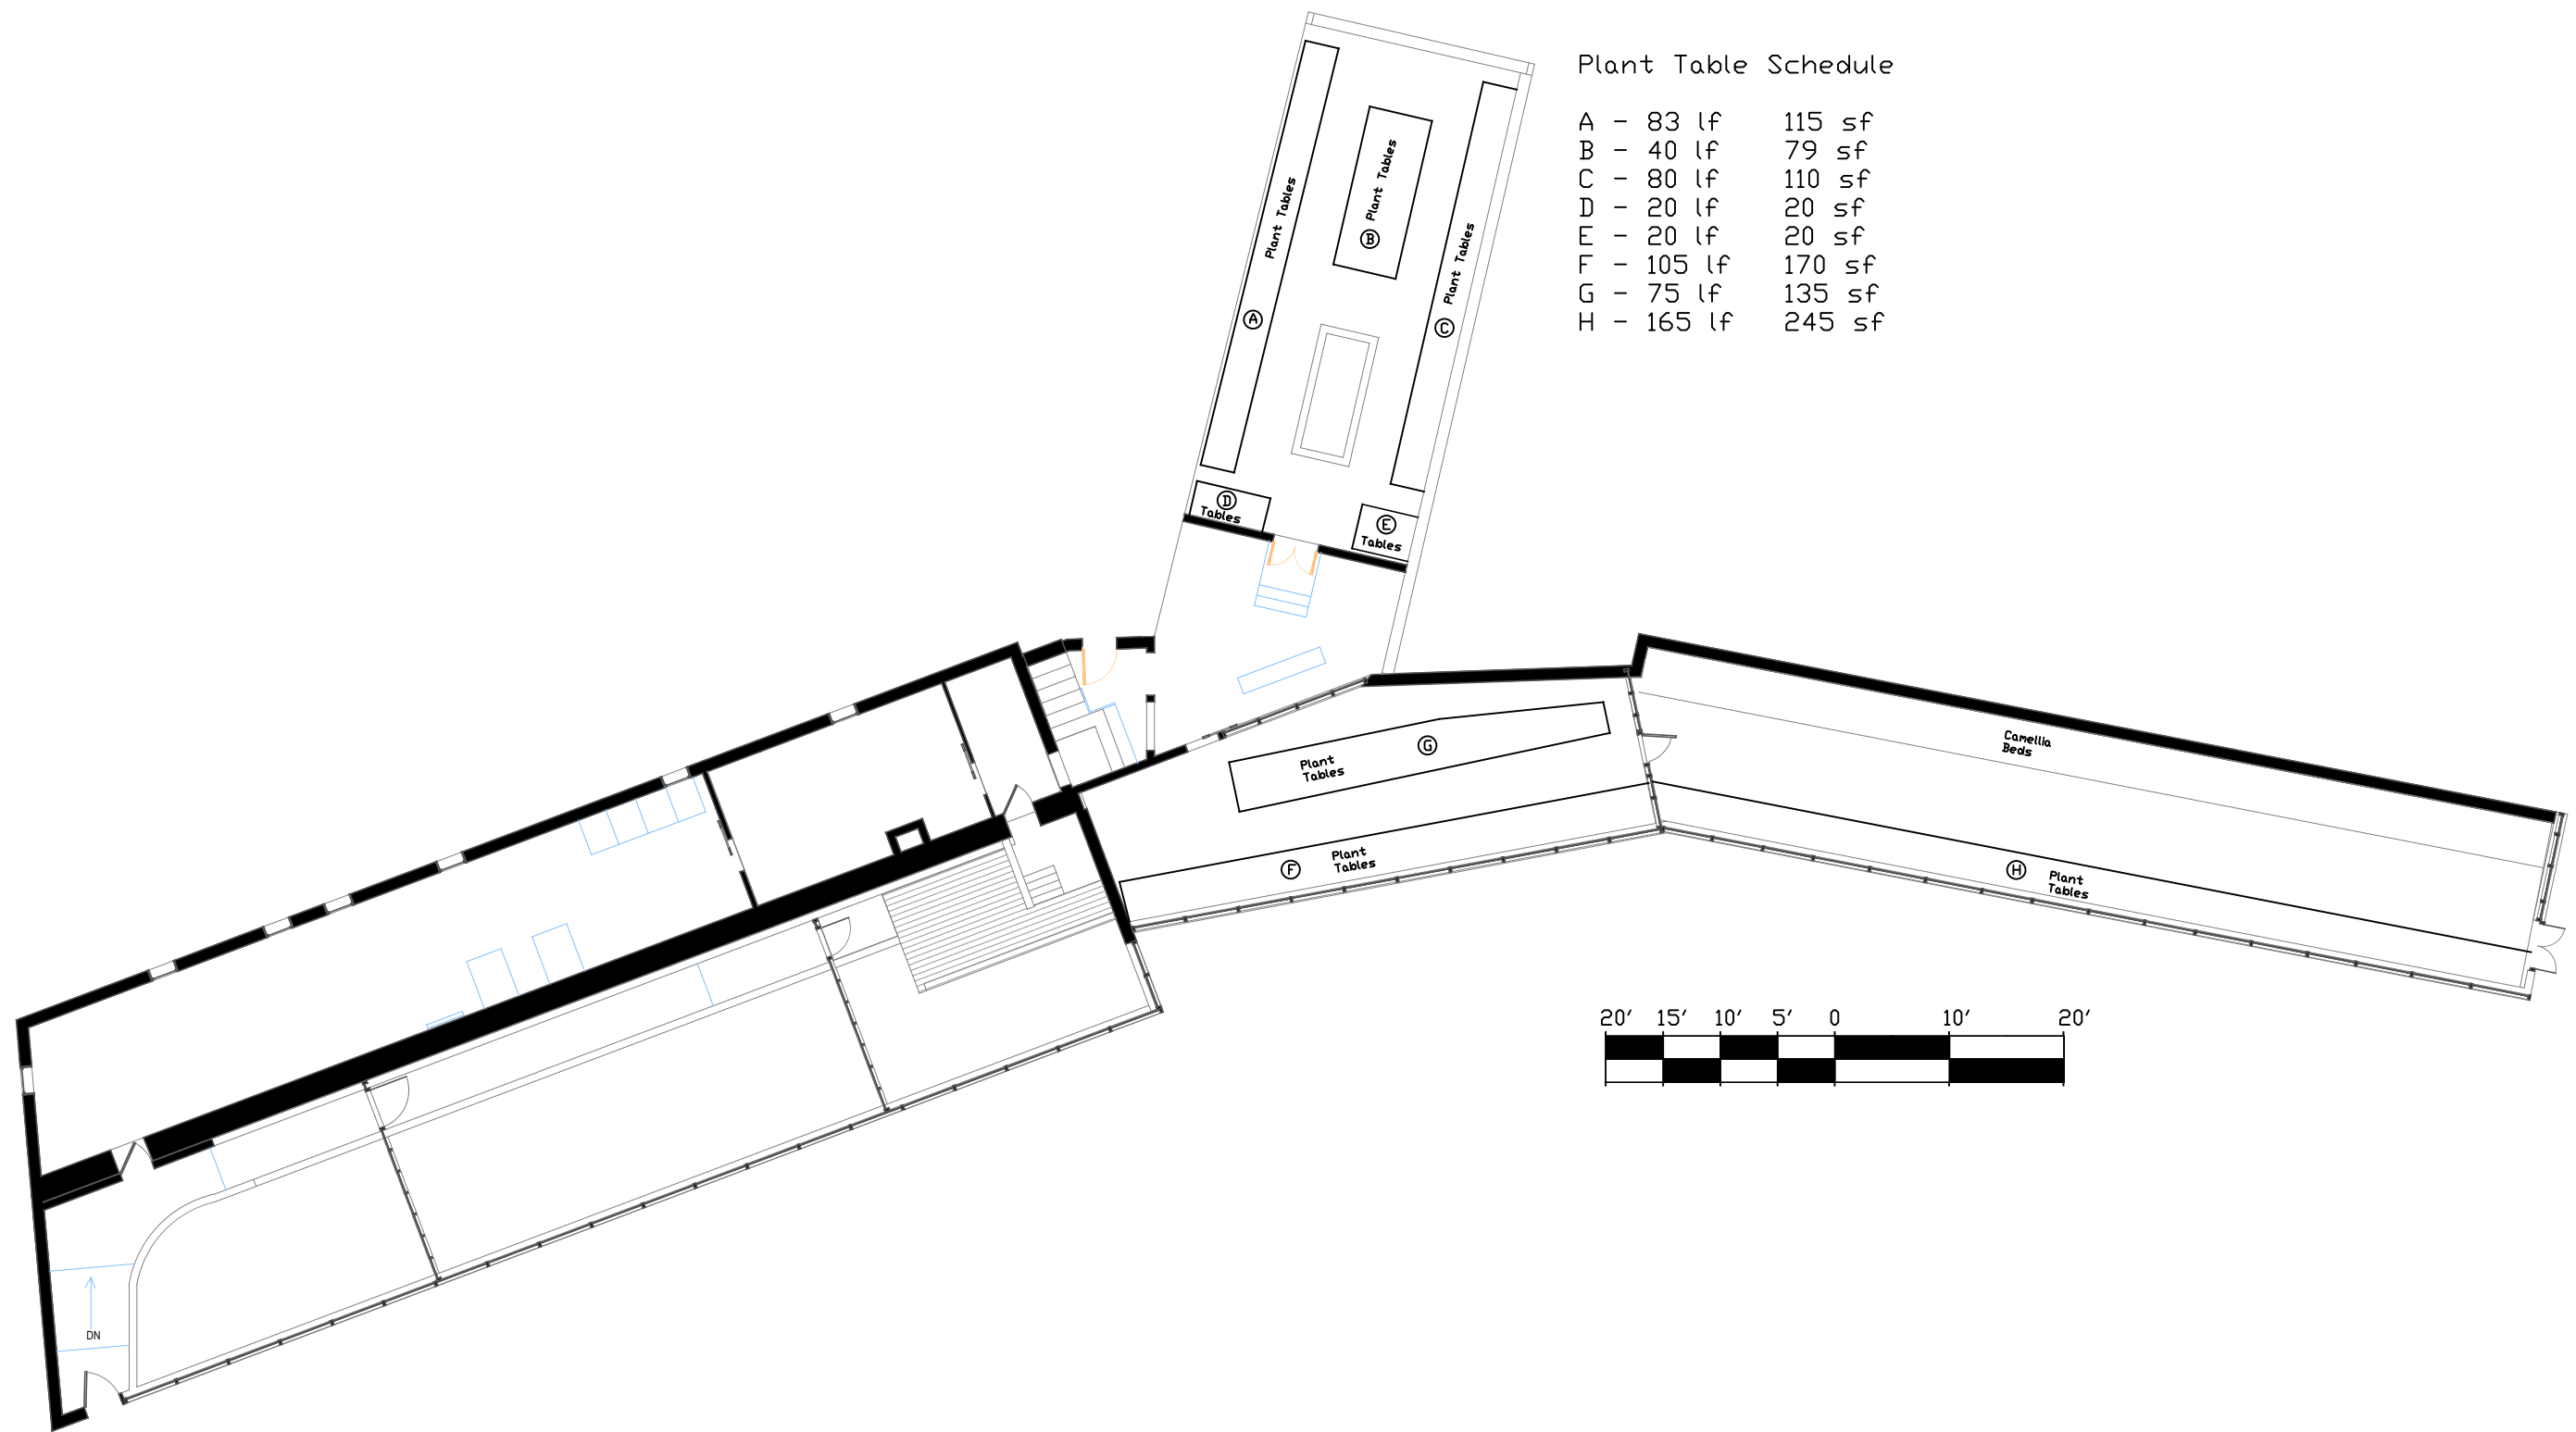 Plant Table Schedule
A - 83 lf 115 sf
B - 40 lf 79 sf
C - 80 lf 110 sf
D - 20 lf 20 sf
E - 20 lf 20 sf
F - 105 lf 170 sf
G - 75 lf 135 sf
H - 165 lf 245 sf
Plant Tables
A
Plant Tables
B
Plant Tables
C
D
Tables
E
Tables
G
Plant
Tables
F
Plant
Tables
Camellia
Beds
H
Plant
Tables
20' 15' 10' 5' 0 10' 20'
DN